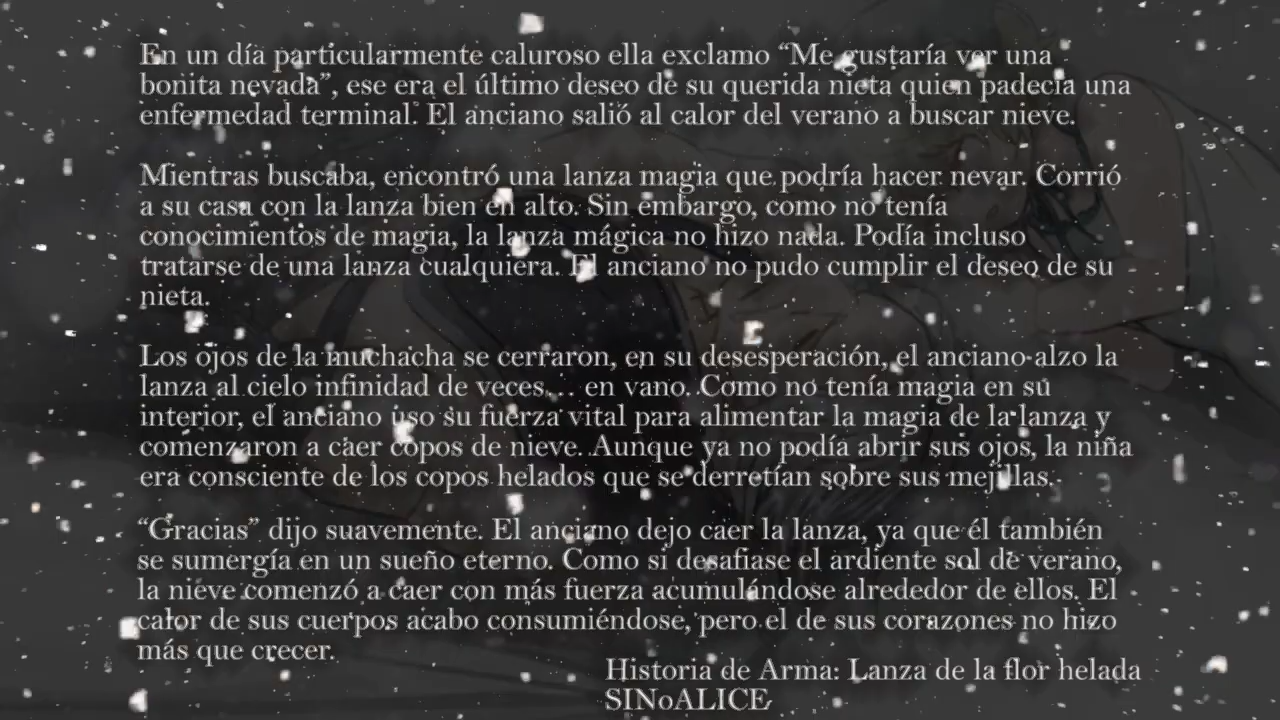 En un día particularmente caluroso ella exclamo “Me gustaría ver una
bonita nevada”, ese era el último deseo de su querida nieta quien padecía una
enfermedad terminal. El anciano salió al calor del verano a buscar nieve.
Mientras buscaba, encontró una lanza magia que podría hacer nevar. Corrió
a su casa con la lanza bien en alto. Sin embargo, como no tenía
conocimientos de magia, la lanza mágica no hizo nada. Podía incluso
tratarse de una lanza cualquiera. El anciano no pudo cumplir el deseo de su
nieta.
Los ojos de la muchacha se cerraron, en su desesperación, el anciano alzo la
lanza al cielo infinidad de veces… en vano. Como no tenía magia en su
interior, el anciano uso su fuerza vital para alimentar la magia de la lanza y
comenzaron a caer copos de nieve. Aunque ya no podía abrir sus ojos, la niña
era consciente de los copos helados que se derretían sobre sus mejillas.
“Gracias” dijo suavemente. El anciano dejo caer la lanza, ya que él también
se sumergía en un sueño eterno. Como si desafiase el ardiente sol de verano,
la nieve comenzó a caer con más fuerza acumulándose alrededor de ellos. El
calor de sus cuerpos acabo consumiéndose, pero el de sus corazones no hizo
más que crecer.
Historia de Arma: Lanza de la flor helada
SINoALICE